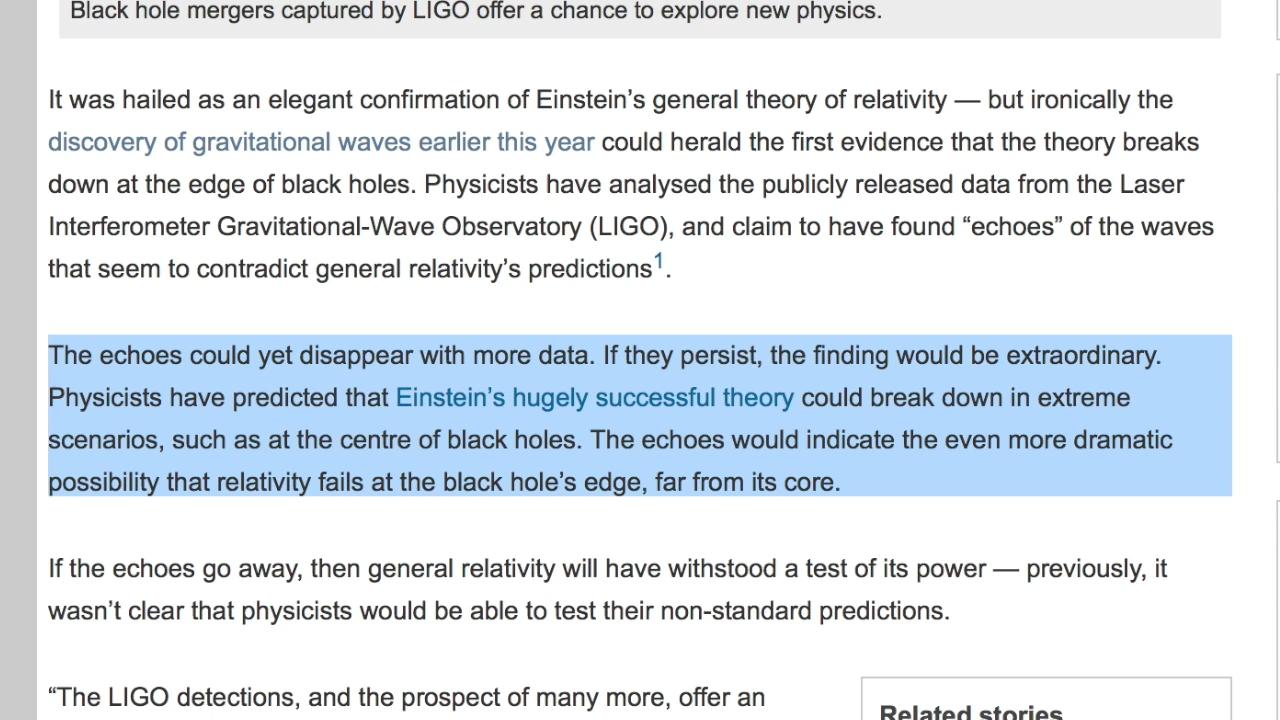 Black hole mergers captured by LIGO offer a chance to explore new physics.
It was hailed as an elegant confirmation of Einstein’s general theory of relativity — but ironically the
discovery of gravitational waves earlier this year could herald the first evidence that the theory breaks
down at the edge of black holes. Physicists have analysed the publicly released data from the Laser
Interferometer Gravitational-Wave Observatory (LIGO), and claim to have found “echoes” of the waves
that seem to contradict general relativity’s predictions1.
The echoes could yet disappear with more data. If they persist, the finding would be extraordinary.
Physicists have predicted that Einstein’s hugely successful theory could break down in extreme
scenarios, such as at the centre of black holes. The echoes would indicate the even more dramatic
possibility that relativity fails at the black hole’s edge, far from its core.
If the echoes go away, then general relativity will have withstood a test of its power — previously, it
wasn’t clear that physicists would be able to test their non-standard predictions.
“The LIGO detections, and the prospect of many more, offer an
Related stories